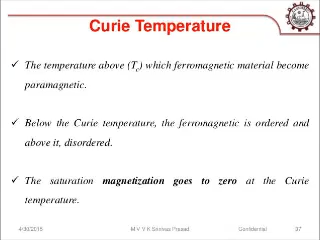 Curie Temperature
✓ The temperature above (Tc) which ferromagnetic material become
paramagnetic.
✓ Below the Curie temperature, the ferromagnetic is ordered and
above it, disordered.
✓ The saturation magnetization goes to zero at the Curie
temperature.
4/30/2015 M V V K Srinivas Prasad Confidential 37